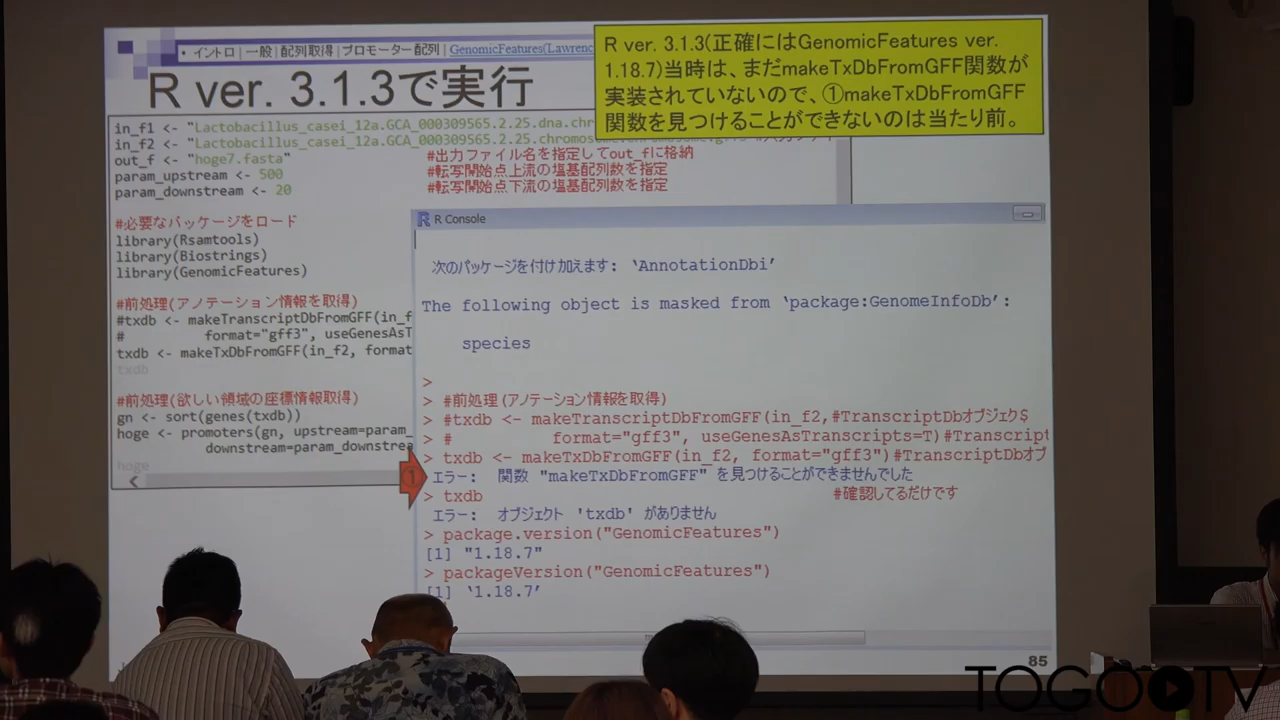 • イントロ | 一般 | 配列取得 | プロモーター配列 | GenomicFeatures(Lawrenc
R ver. 3.1.3で実行
R ver. 3.1.3(正確にはGenomicFeatures ver.
1.18.7)当時は、まだmakeTxDbFromGFF関数が
実装されていないので、①makeTxDbFromGFF
関数を見つけることができないのは当たり前。
in_f1 <- "Lactobacillus_casei_12a.GCA_000309565.2.25.dna.chr
in_f2 <- "Lactobacillus_casei_12a.GCA_000309565.2.25.chromos
out_f <- "hoge7.fasta" #出力ファイル名を指定してout_fに格納
param_upstream <- 500 #転写開始点上流の塩基配列数を指定
param_downstream <- 20 #転写開始点下流の塩基配列数を指定
#必要なパッケージをロード
library(Rsamtools)
library(Biostrings)
library(GenomicFeatures)
#前処理(アノテーション情報を取得)
#txdb <- makeTranscriptDbFromGFF(in_f
# format="gff3", useGenesAsT
txdb <- makeTxDbFromGFF(in_f2, format
txdb
#前処理(欲しい領域の座標情報取得)
gn <- sort(genes(txdb))
hoge <- promoters(gn, upstream=param_
downstream=param_downstrea
hoge
R Console
次のパッケージを付け加えます: ‘AnnotationDbi’
The following object is masked from ‘package:GenomeInfoDb’:
species
>
> #前処理(アノテーション情報を取得)
> #txdb <- makeTranscriptDbFromGFF(in_f2,#TranscriptDbオブジェク$
> # format="gff3", useGenesAsTranscripts=T)#Transcript
> txdb <- makeTxDbFromGFF(in_f2, format="gff3")#TranscriptDbオブ
①
エラー: 関数 "makeTxDbFromGFF" を見つけることができませんでした
> txdb #確認してるだけです
エラー: オブジェクト 'txdb' がありません
> package.version("GenomicFeatures")
[1] "1.18.7"
> packageVersion("GenomicFeatures")
[1] ‘1.18.7’
85
TOGOTV